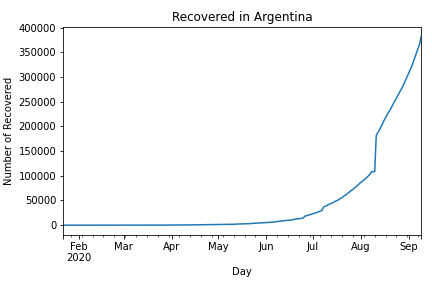 Recovered in Argentina
400000
350000
300000
250000
200000
150000
100000
50000
0
Number of Recovered
Feb Mar Apr May Jun Jul Aug Sep
2020
Day